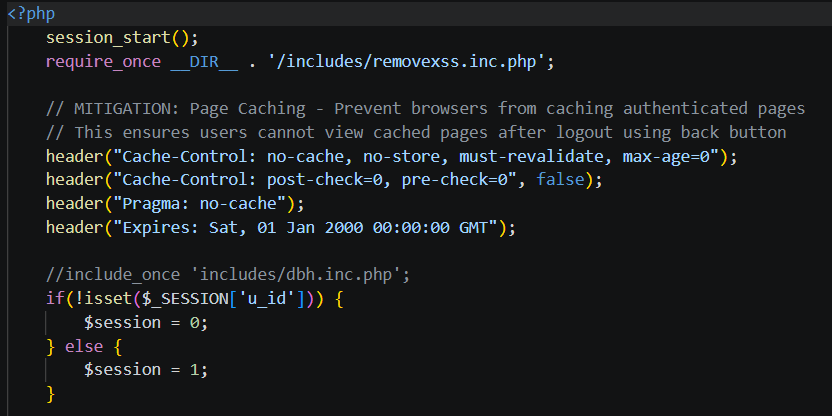 <?php
session_start();
require_once __DIR__ . '/includes/removexss.inc.php';
// MITIGATION: Page Caching - Prevent browsers from caching authenticated pages
// This ensures users cannot view cached pages after logout using back button
header("Cache-Control: no-cache, no-store, must-revalidate, max-age=0");
header("Cache-Control: post-check=0, pre-check=0", false);
header("Pragma: no-cache");
header("Expires: Sat, 01 Jan 2000 00:00:00 GMT");
//include_once 'includes/dbh.inc.php';
if(!isset($_SESSION['u_id'])) {
$session = 0;
} else {
$session = 1;
}